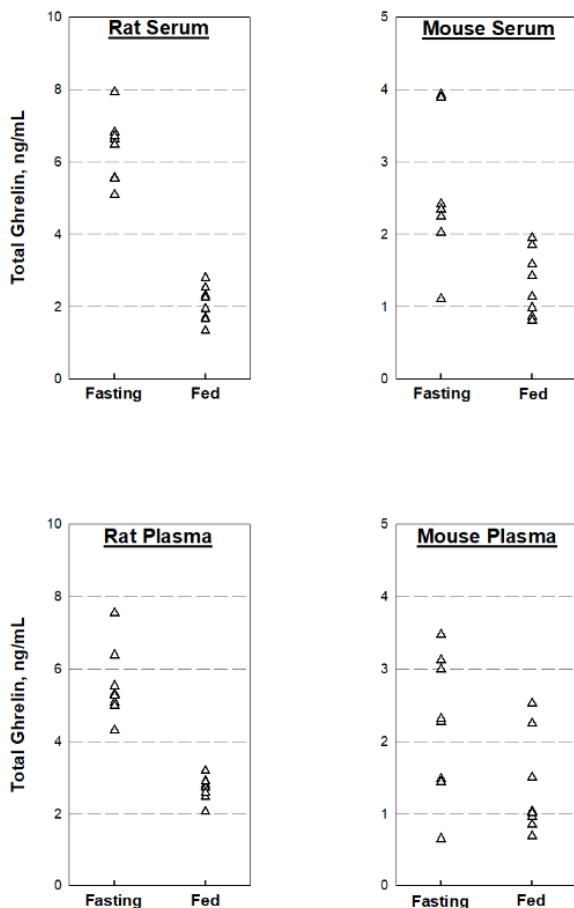 Rat Serum
Total Ghrelin, ng/mL
10
8
6
4
2
0
Fasting Fed
Mouse Serum
5
4
3
2
1
0
Fasting Fed
Rat Plasma
Total Ghrelin, ng/mL
10
8
6
4
2
0
Fasting Fed
Mouse Plasma
5
4
3
2
1
0
Fasting Fed